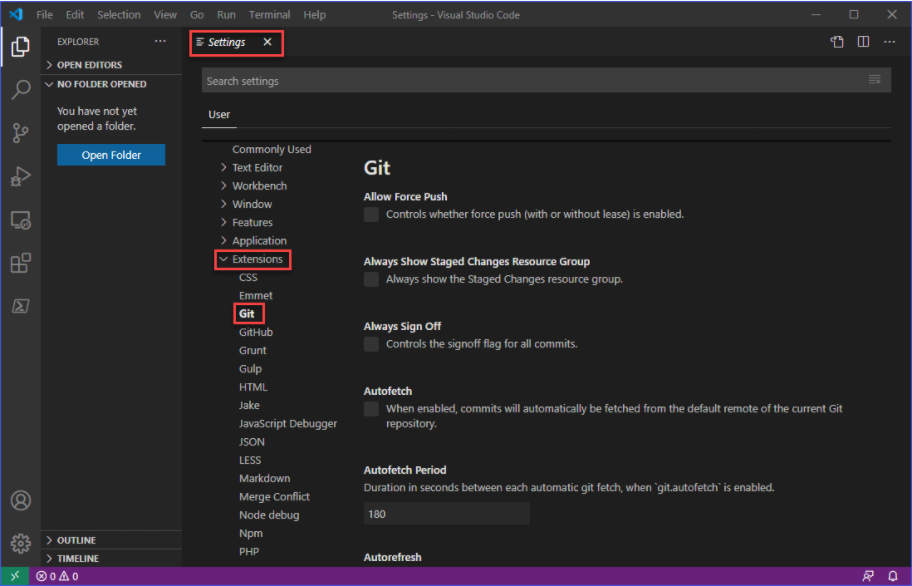 File Edit Selection View Go Run Terminal Help Settings - Visual Studio Code
EXPLORER
OPEN EDITORS
NO FOLDER OPENED
You have not yet
opened a folder.
Open Folder
OUTLINE
TIMELINE
Settings
Search settings
User
Commonly Used
Text Editor
Workbench
Window
Features
Application
Extensions
CSS
Emmet
Git
GitHub
Grunt
Gulp
HTML
Jake
JavaScript Debugger
JSON
LESS
Markdown
Merge Conflict
Node debug
Npm
PHP
Git
Allow Force Push
Controls whether force push (with or without lease) is enabled.
Always Show Staged Changes Resource Group
Always show the Staged Changes resource group.
Always Sign Off
Controls the signoff flag for all commits.
Autofetch
When enabled, commits will automatically be fetched from the default remote of the current Git
repository.
Autofetch Period
Duration in seconds between each automatic git fetch, when `git.autofetch` is enabled.
180
Autorefresh
0 0